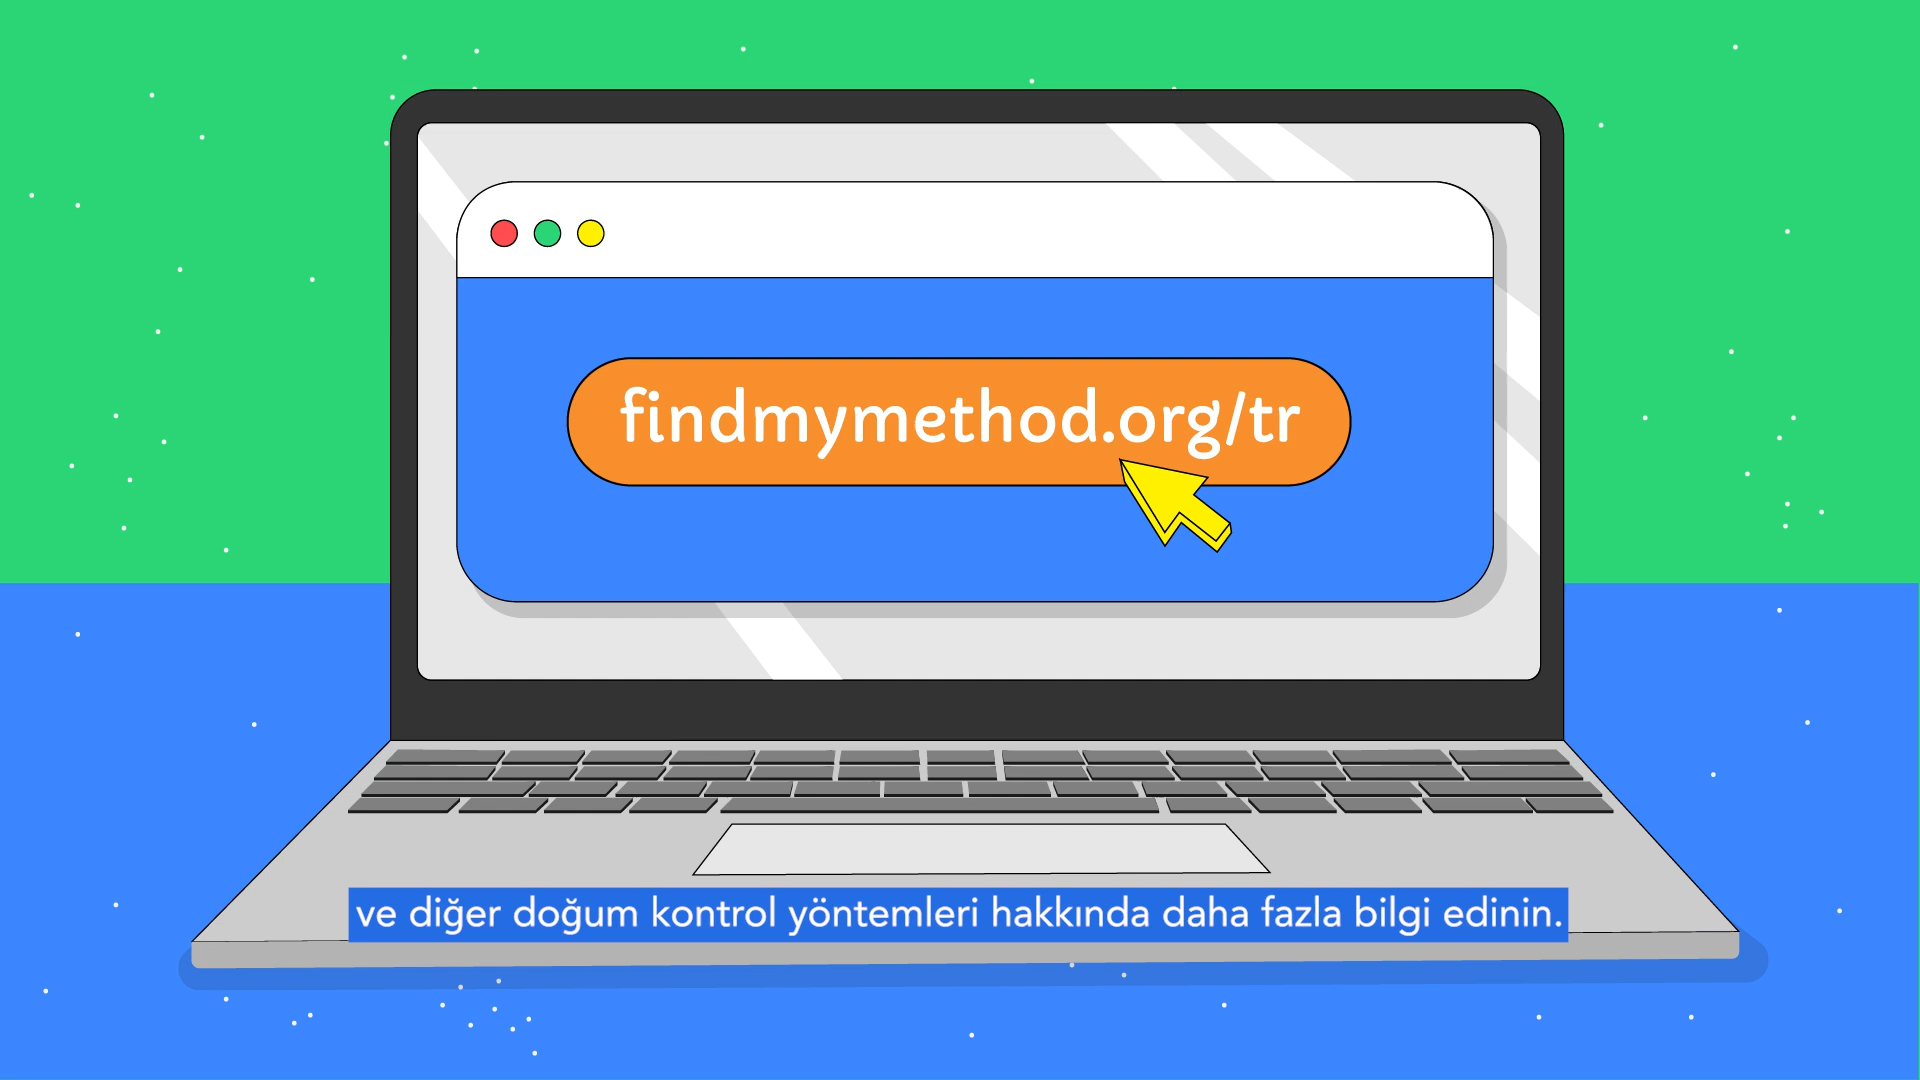 findmymethod.org/tr
ve diğer doğum kontrol yöntemleri hakkında daha fazla bilgi edinin.